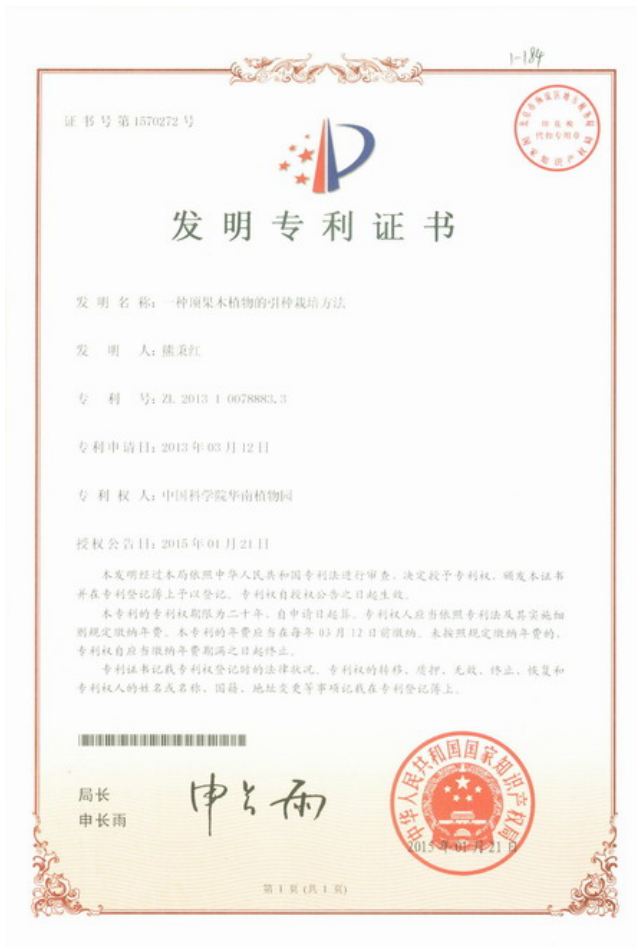 1-184
证书号第1570272号
印花税
代扣专用章
国家知识产权局
发明专利证书
发 明 名 称：一种顶果木植物的引种栽培方法
发 明 人：熊秉红
专 利 号：ZL 2013 1 0078883.3
专利申请日：2013年03月12日
专 利 权 人：中国科学院华南植物园
授权公告日：2015年01月21日
本发明经过本局依照中华人民共和国专利法进行审查，决定授予专利权，颁发本证书
并在专利登记簿上予以登记。专利权自授权公告之日起生效。
本专利的专利权期限为二十年，自申请日起算。专利权人应当依照专利法及其实施细
则规定缴纳年费。本专利的年费应当在每年03月12日前缴纳。未按照规定缴纳年费的，
专利权自应当缴纳年费期满之日起终止。
专利证书记载专利权登记时的法律状况。专利权的转移、质押、无效、终止、恢复和
专利权人的姓名或名称、国籍、地址变更等事项记载在专利登记簿上。
局长
申长雨
申长雨
中华人民共和国国家知识产权局
2015年01月21日
第1页(共1页)